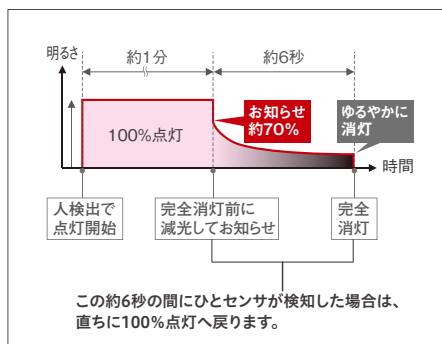 明るさ
約1分
約6秒
100%点灯
お知らせ
約70%
ゆるやかに
消灯
時間
人検出で
点灯開始
完全消灯前に
減光してお知らせ
完全
消灯
この約6秒の間にひとセンサが検知した場合は、
直ちに100%点灯へ戻ります。